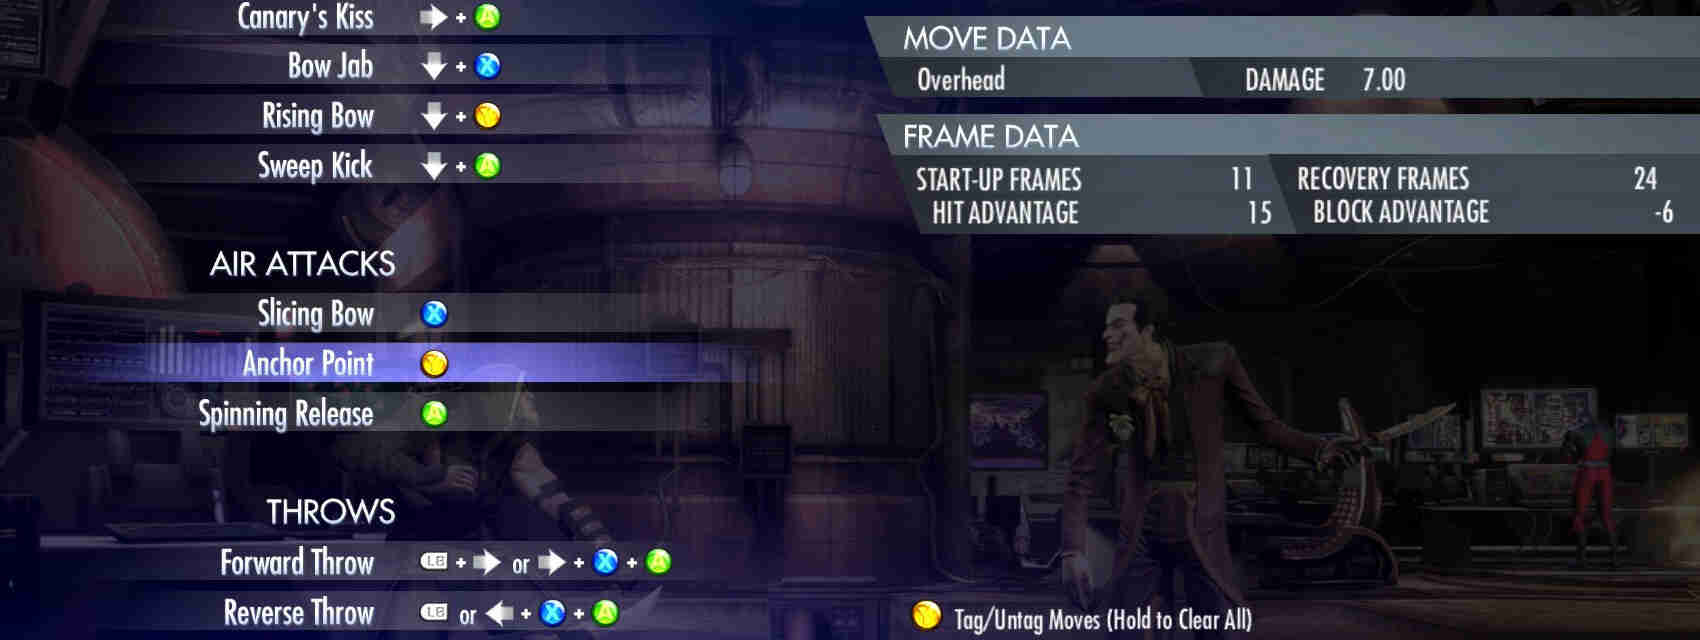 Canary's Kiss + A
Bow Jab + X
Rising Bow + Y
Sweep Kick + A
AIR ATTACKS
Slicing Bow X
Anchor Point Y
Spinning Release A
THROWS
Forward Throw LB + or + X + A
Reverse Throw LB or + X + A
MOVE DATA
Overhead DAMAGE 7.00
FRAME DATA
START-UP FRAMES 11 RECOVERY FRAMES 24
HIT ADVANTAGE 15 BLOCK ADVANTAGE -6
Y Tag/Untag Moves (Hold to Clear All)